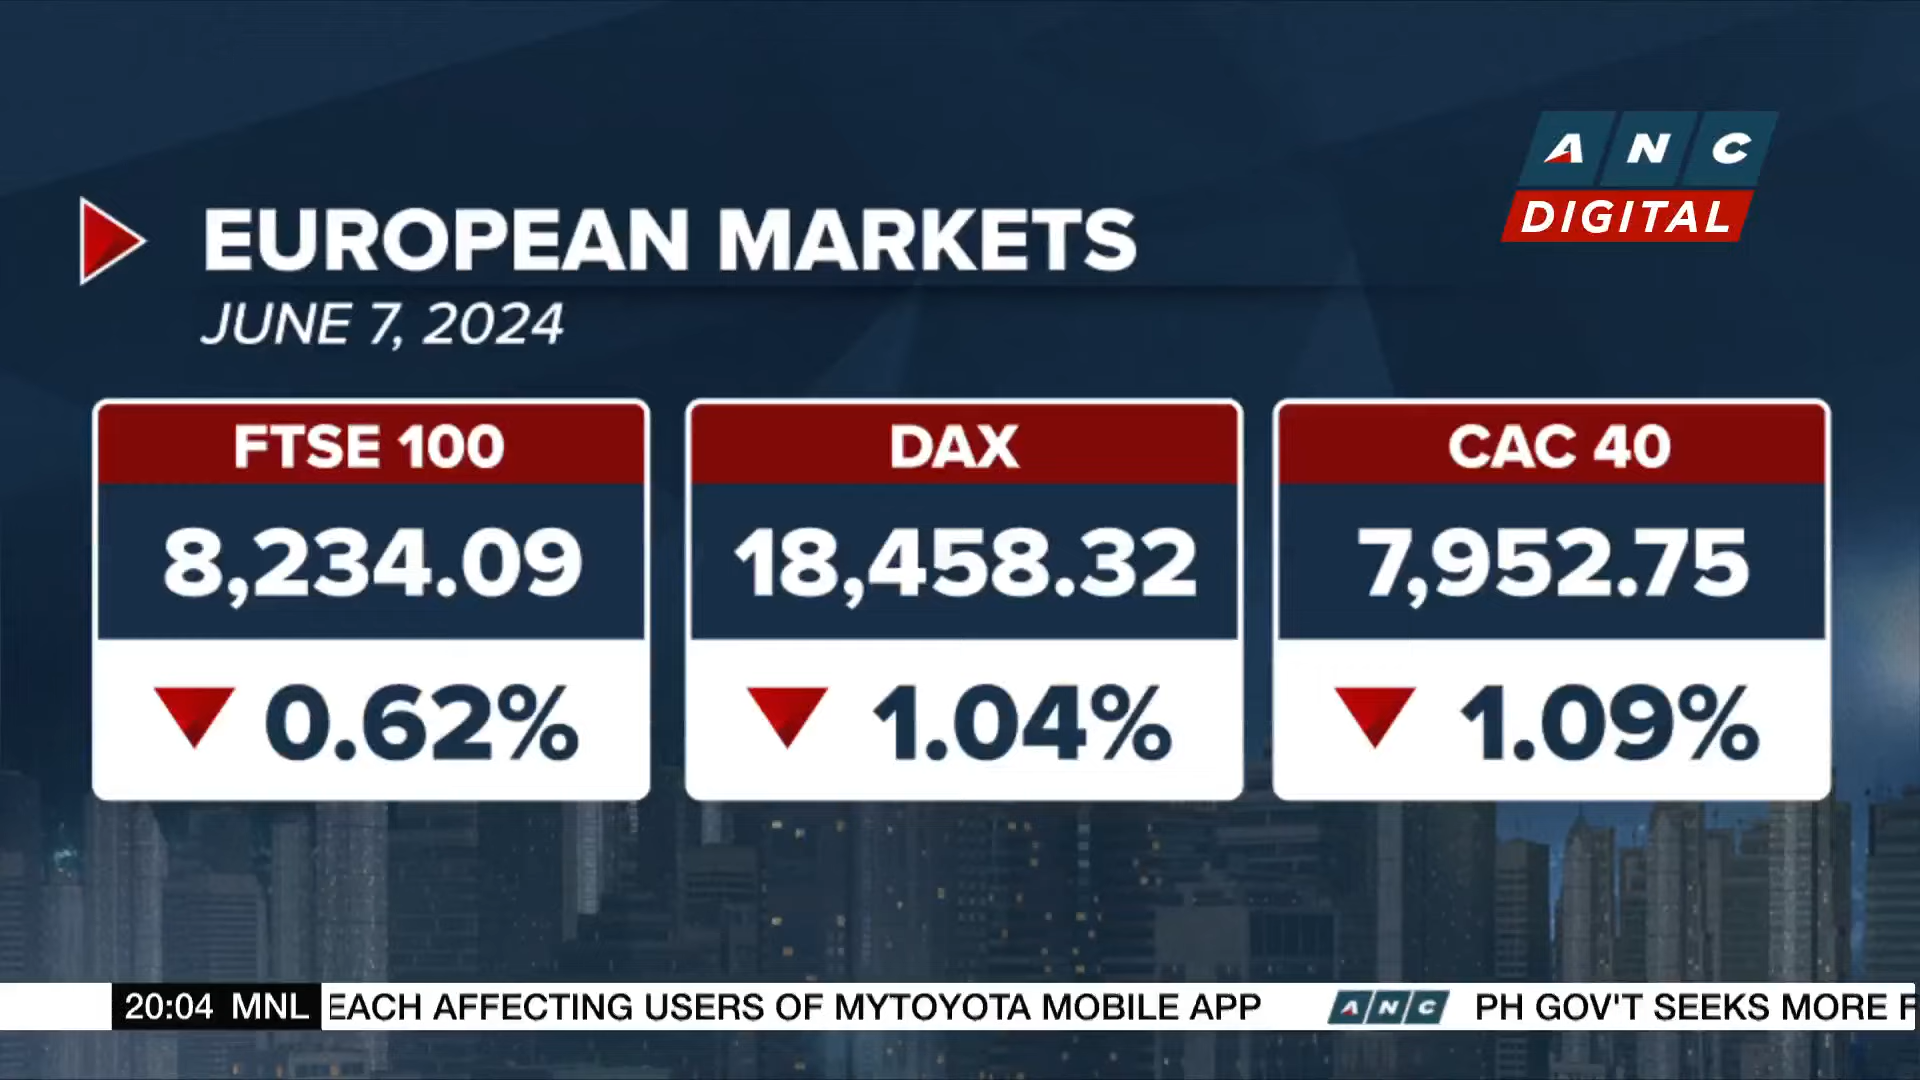 ANC
DIGITAL
EUROPEAN MARKETS
JUNE 7, 2024
FTSE 100
8,234.09
0.62%
DAX
18,458.32
1.04%
CAC 40
7,952.75
1.09%
20:04 MNL EACH AFFECTING USERS OF MYTOYOTA MOBILE APP ANC PH GOV'T SEEKS MORE